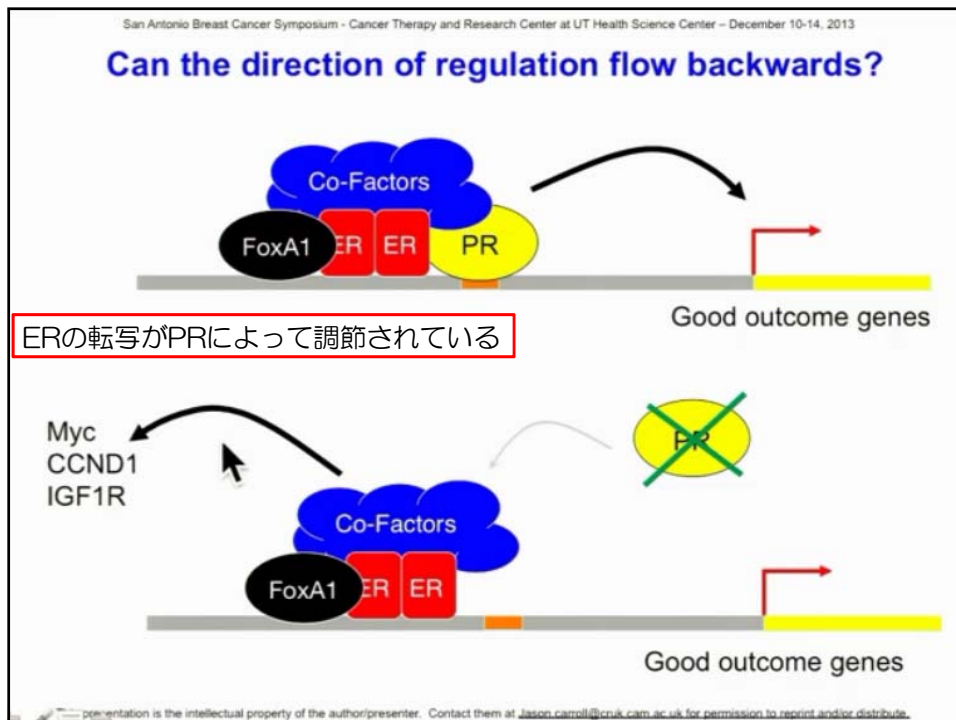 San Antonio Breast Cancer Symposium - Cancer Therapy and Research Center at UT Health Science Center – December 10-14, 2013
Can the direction of regulation flow backwards?
Co-Factors
FoxA1 ER ER PR
Good outcome genes
ERの転写がPRによって調節されている
PR
Myc
CCND1
IGF1R
Co-Factors
FoxA1 ER ER
Good outcome genes
presentation is the intellectual property of the author/presenter. Contact them at Jason.carroll@cruk.cam.ac.uk for permission to reprint and/or distribute